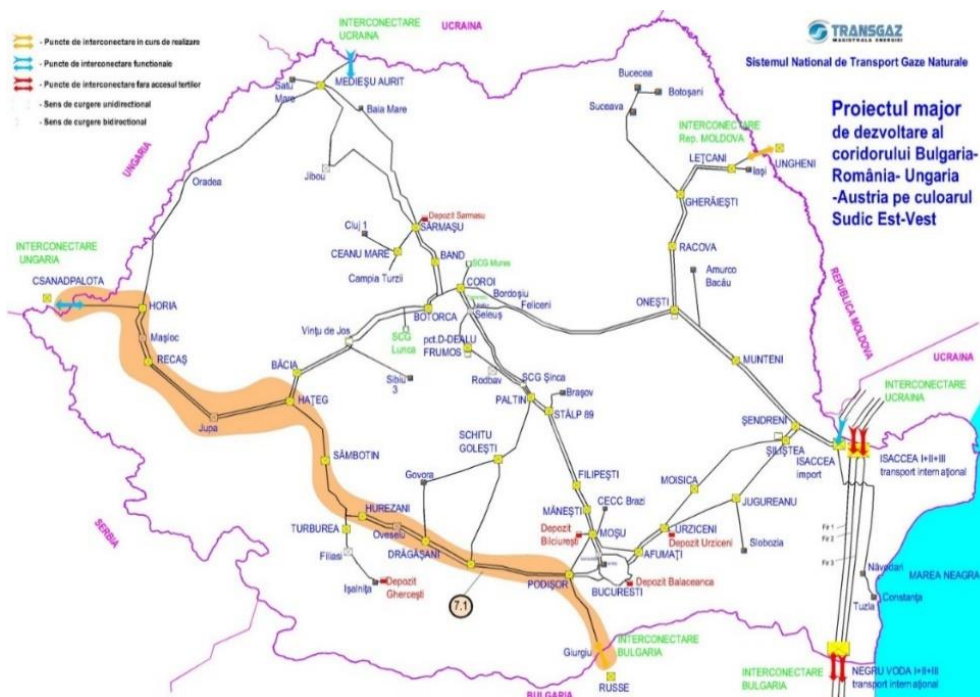 INTERCONECTARE
UCRAINA
UCRAINA
TRANSGAZ
MAGISTRALA ENERGIEI
Sistemul National de Transport Gaze Naturale
- Puncte de interconectare in curs de realizare
- Puncte de interconectare functionale
- Puncte de interconectare fara accesul tertilor
- Sens de curgere unidirectional
- Sens de curgere bidirectional
Proiectul major
de dezvoltare al
coridorului Bulgaria-
România- Ungaria
-Austria pe culoarul
Sudic Est-Vest
Satu
Mare
MEDIEŞU AURIT
Baia Mare
Bucecea
Botoşani
Suceava
INTERCONECTARE
Rep. MOLDOVA
LEŢCANI
UNGHENI
Iaşi
UNGARIA
Oradea
Jibou
GHERĂIEŞTI
Depozit Sarmasu
SĂRMAŞU
Cluj 1
CEANU MARE
BAND
Campia Turzii
RACOVA
REPUBLICA MOLDOVA
INTERCONECTARE
UNGARIA
CSANADPALOTA
HORIA
SCG Mures
COROI
Bordoşiu
Feliceni
Seleuş
Amurco
Bacău
ONEŞTI
Maşloc
RECAŞ
Vinţu de Jos
BOTORCA
SCG
Lunca
pct.D-DEALU
FRUMOS
BĂCIA
Sibiu
3
Rodbav
SCG Şinca
MUNTENI
UCRAINA
INTERCONECTARE
UCRAINA
HAŢEG
Jupa
PALTIN
Braşov
STÂLP 89
ŞENDRENI
ŞILIŞTEA
ISACCEA
import
ISACCEA I+II+III
transport internaţional
SCHITU
GOLEŞTI
SÂMBOTIN
Govora
FILIPEŞTI
MOISICA
JUGUREANU
CECC Brazi
MĂNEŞTI
HUREZANI
TURBUREA
Oveselu
DRĂGĂŞANI
Depozit
Bilciureşti
MOŞU
URZICENI
Depozit Urziceni
Slobozia
AFUMAŢI
Filiasi
Işalniţa
Depozit
Ghercești
PODIŞOR
BUCURESTI
Depozit Balaceanca
Fir 1
Fir 2
Fir 3
Năvodari
MAREA NEAGRA
Constanţa
Tuzla
SERBIA
7.1
Giurgiu
INTERCONECTARE
BULGARIA
RUSSE
BULGARIA
INTERCONECTARE
BULGARIA
NEGRU VODA I+II+III
transport internaţional